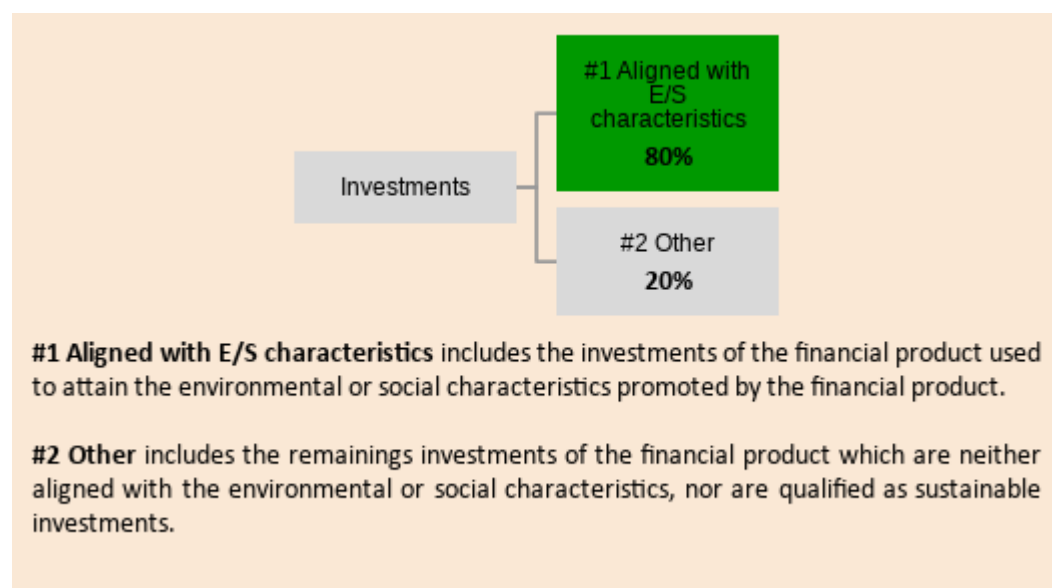 #1 Aligned with
E/S
characteristics
80%
Investments
#2 Other
20%
#1 Aligned with E/S characteristics includes the investments of the financial product used
to attain the environmental or social characteristics promoted by the financial product.
#2 Other includes the remainings investments of the financial product which are neither
aligned with the environmental or social characteristics, nor are qualified as sustainable
investments.